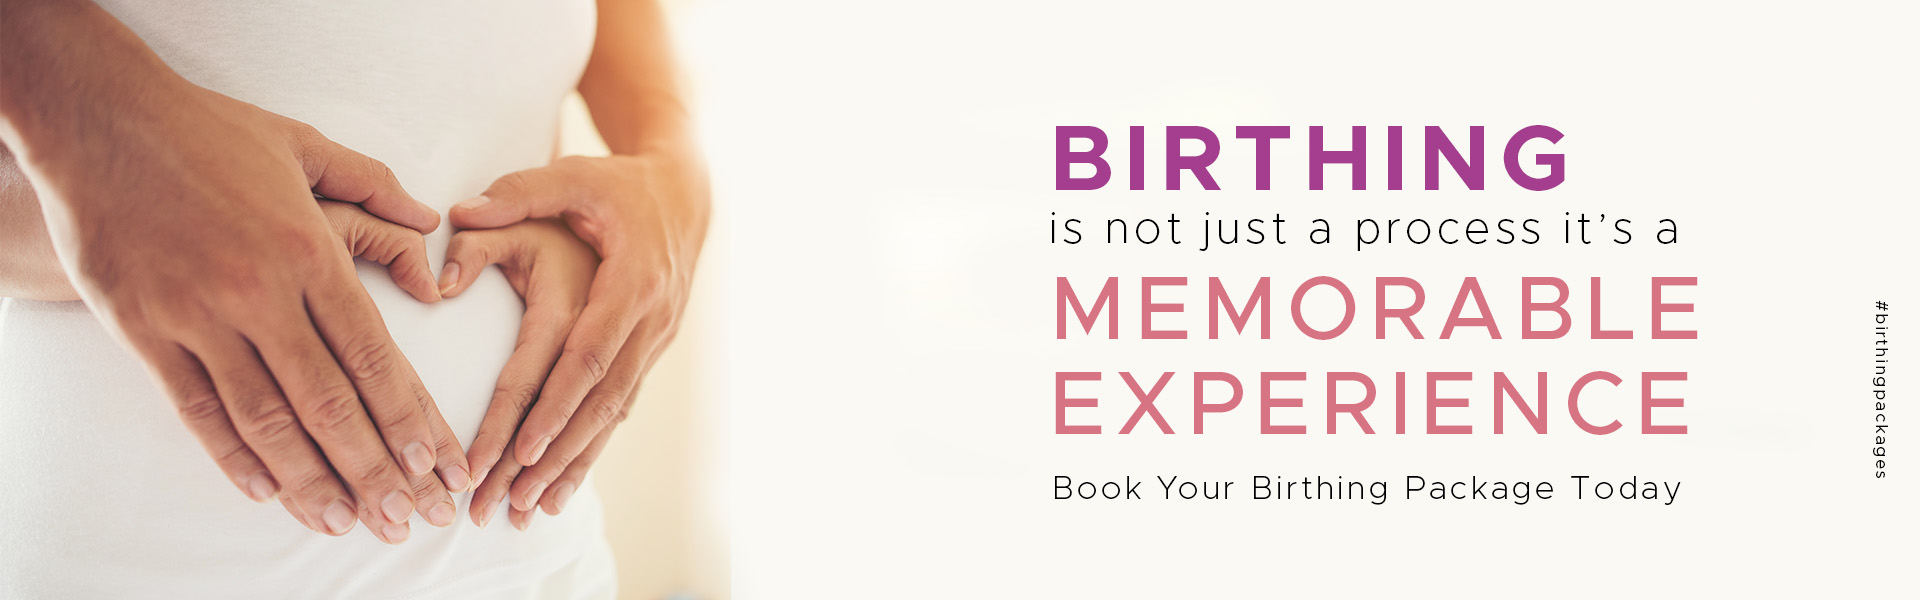 BIRTHING
is not just a process it’s a
MEMORABLE
EXPERIENCE
Book Your Birthing Package Today
#birthingpackages